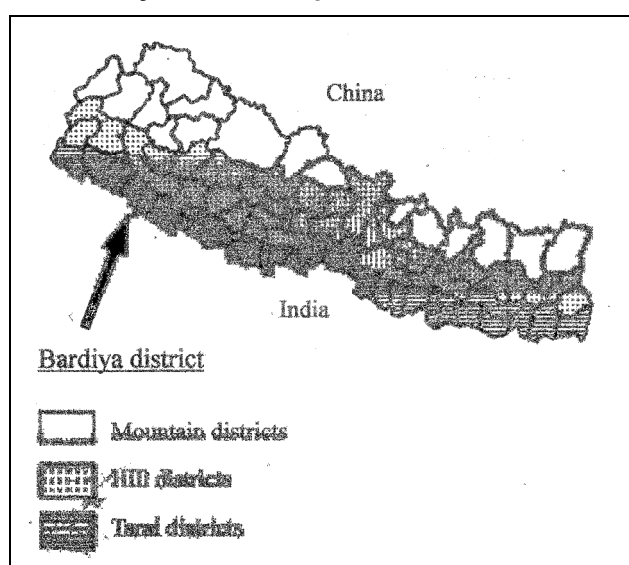 China
India
Bardiya district
Mountain districts
Hill districts
Tarai districts